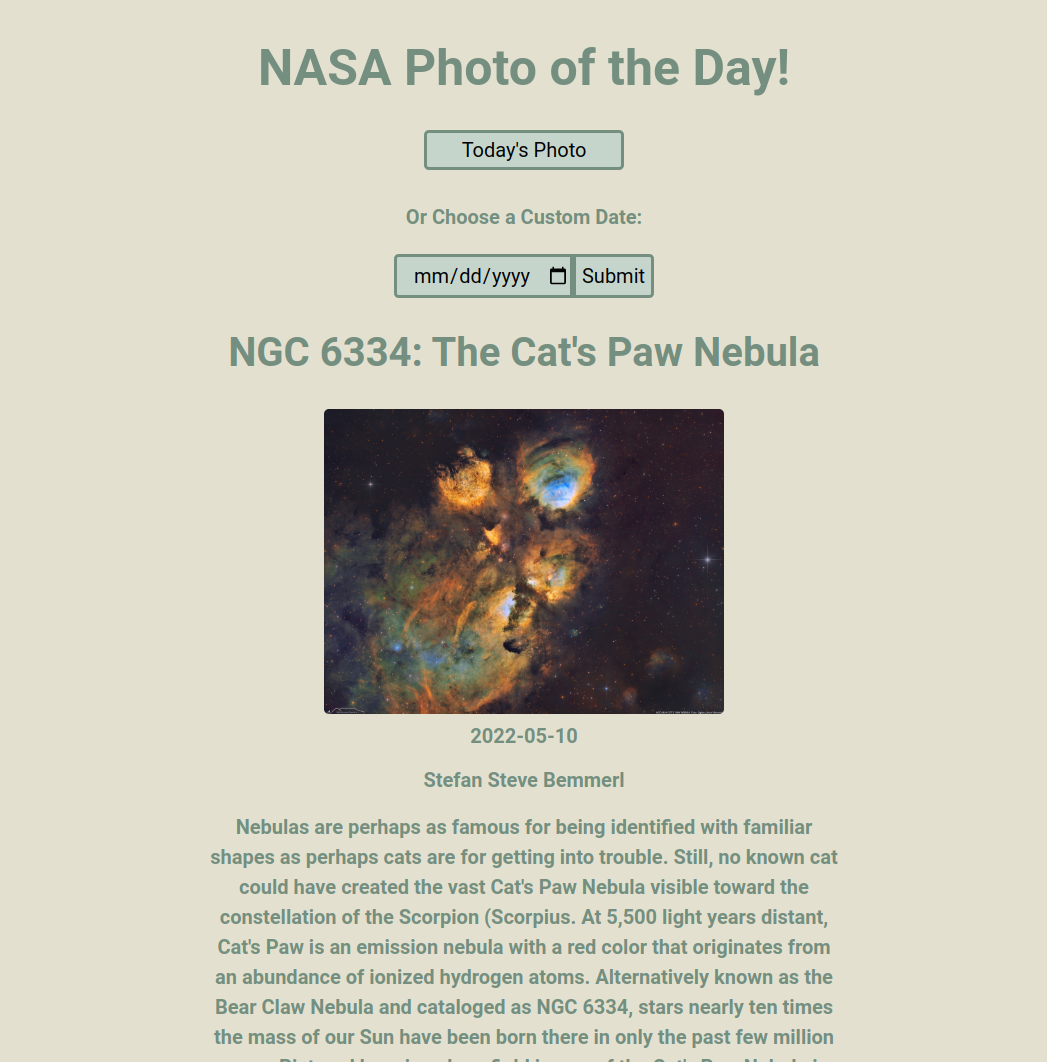 NASA Photo of the Day!
Today's Photo
Or Choose a Custom Date:
mm/dd/yyyy Submit
NGC 6334: The Cat's Paw Nebula
2022-05-10
Stefan Steve Bemmerl
Nebulas are perhaps as famous for being identified with familiar
shapes as perhaps cats are for getting into trouble. Still, no known cat
could have created the vast Cat's Paw Nebula visible toward the
constellation of the Scorpion (Scorpius. At 5,500 light years distant,
Cat's Paw is an emission nebula with a red color that originates from
an abundance of ionized hydrogen atoms. Alternatively known as the
Bear Claw Nebula and cataloged as NGC 6334, stars nearly ten times
the mass of our Sun have been born there in only the past few million